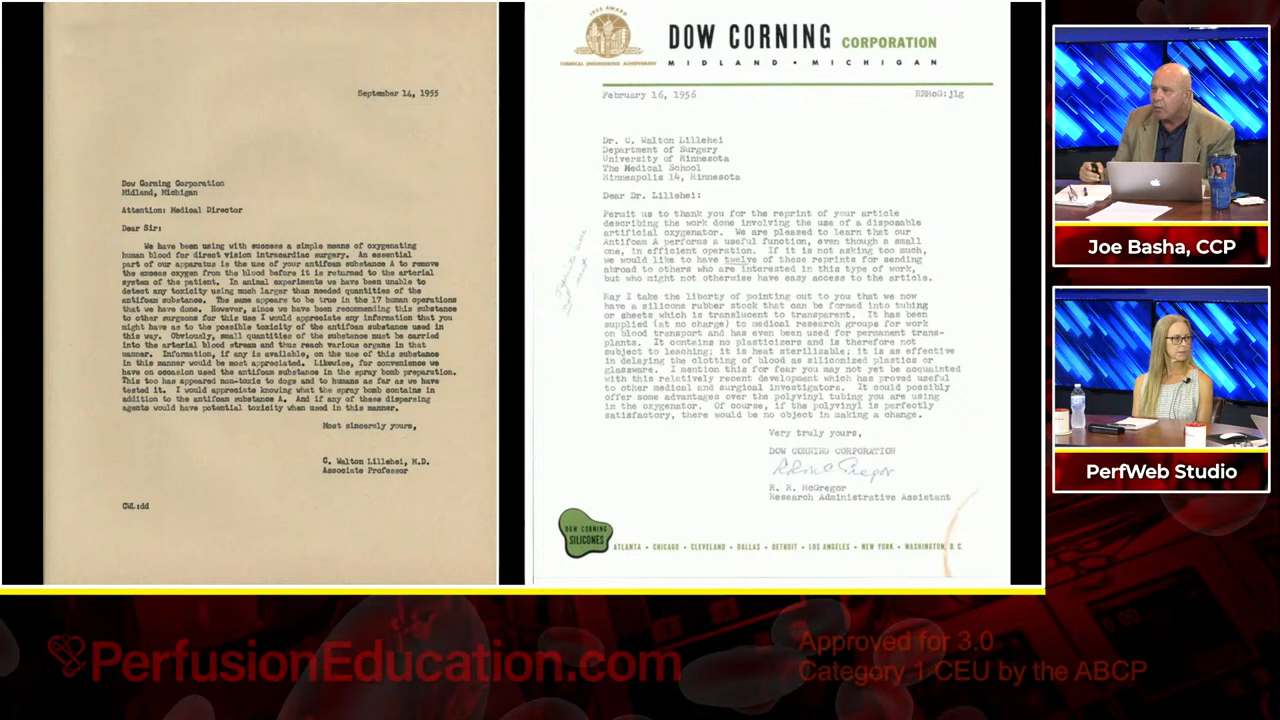 September 14, 1955
Dow Corning Corporation
Midland, Michigan
Attention: Medical Director
Dear Sir:
We have been using with success a simple means of oxygenating
human blood for direct vision intracardiac surgery. An essential
part of our apparatus is the use of your antifoam substance A to remove
the excess oxygen from the blood before it is returned to the arterial
system of the patient. In animal experiments we have been unable to
detect any toxicity using much larger than needed quantities of the
antifoam substance. The same appears to be true in the 17 human operations
that we have done. However, since we have been recommending this substance
to other surgeons for this use I would appreciate any information that you
might have as to the possible toxicity of the antifoam substance used in
this way. Obviously, small quantities of the substance must be carried
into the arterial blood stream and thus reach various organs in that
manner. Information, if any is available, on the use of this substance
in this manner would be most appreciated. Likewise, for convenience we
have on occasion used the antifoam substance in the spray bomb preparation.
This too has appeared non-toxic to dogs and to humans as far as we have
tested it. I would appreciate knowing what the spray bomb contains in
addition to the antifoam substance A. And if any of these dispersing
agents would have potential toxicity when used in this manner.
Most sincerely yours,
C. Walton Lillehei, M.D.
Associate Professor
CWL:dd
1955 AWARD
CHEMICAL ENGINEERING ACHIEVEMENT
DOW CORNING CORPORATION
MIDLAND • MICHIGAN
February 16, 1956
RRMcG:jlg
Dr. C. Walton Lillehei
Department of Surgery
University of Minnesota
The Medical School
Minneapolis 14, Minnesota
Dear Dr. Lillehei:
Permit us to thank you for the reprint of your article
describing the work done involving the use of a disposable
artificial oxygenator. We are pleased to learn that our
Antifoam A performs a useful function, even though a small
one, in efficient operation. If it is not asking too much,
we would like to have twelve of these reprints for sending
abroad to others who are interested in this type of work,
but who might not otherwise have easy access to the article.
May I take the liberty of pointing out to you that we now
have a silicone rubber stock that can be formed into tubing
or sheets which is translucent to transparent. It has been
supplied (at no charge) to medical research groups for work
on blood transport and has even been used for permanent trans-
plants. It contains no plasticizers and is therefore not
subject to leaching; it is heat sterilizable; it is as effective
in delaying the clotting of blood as siliconized plastics or
glassware. I mention this for fear you may not yet be acquainted
with this relatively recent development which has proved useful
to other medical and surgical investigators. It could possibly
offer some advantages over the polyvinyl tubing you are using
in the oxygenator. Of course, if the polyvinyl is perfectly
satisfactory, there would be no object in making a change.
Very truly yours,
DOW CORNING CORPORATION
R. R. McGregor
Research Administrative Assistant
DOW CORNING
SILICONES
ATLANTA • CHICAGO • CLEVELAND • DALLAS • DETROIT • LOS ANGELES • NEW YORK • WASHINGTON, D. C.
Joe Basha, CCP
PerfWeb Studio
PerfusionEducation.com
Approved for 3.0
Category 1 CEU by the ABCP